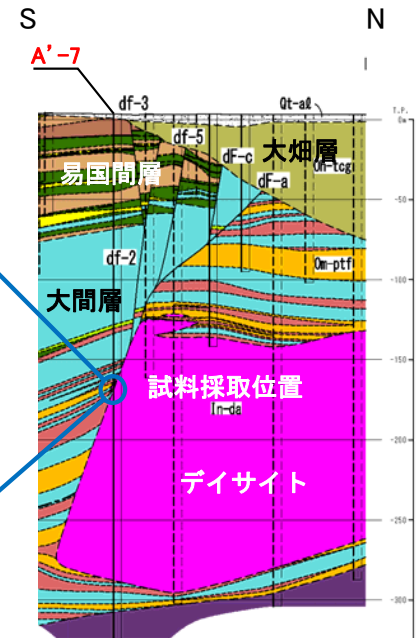 S
N
A'-7
df-3
Qt-aℓ
T.P.
0m
df-5
大畑層
dF-c
易国間層
On-tcg
dF-a
-50
df-2
Om-ptf
-100
大間層
-150
試料採取位置
In-da
-200
デイサイト
-250
-300